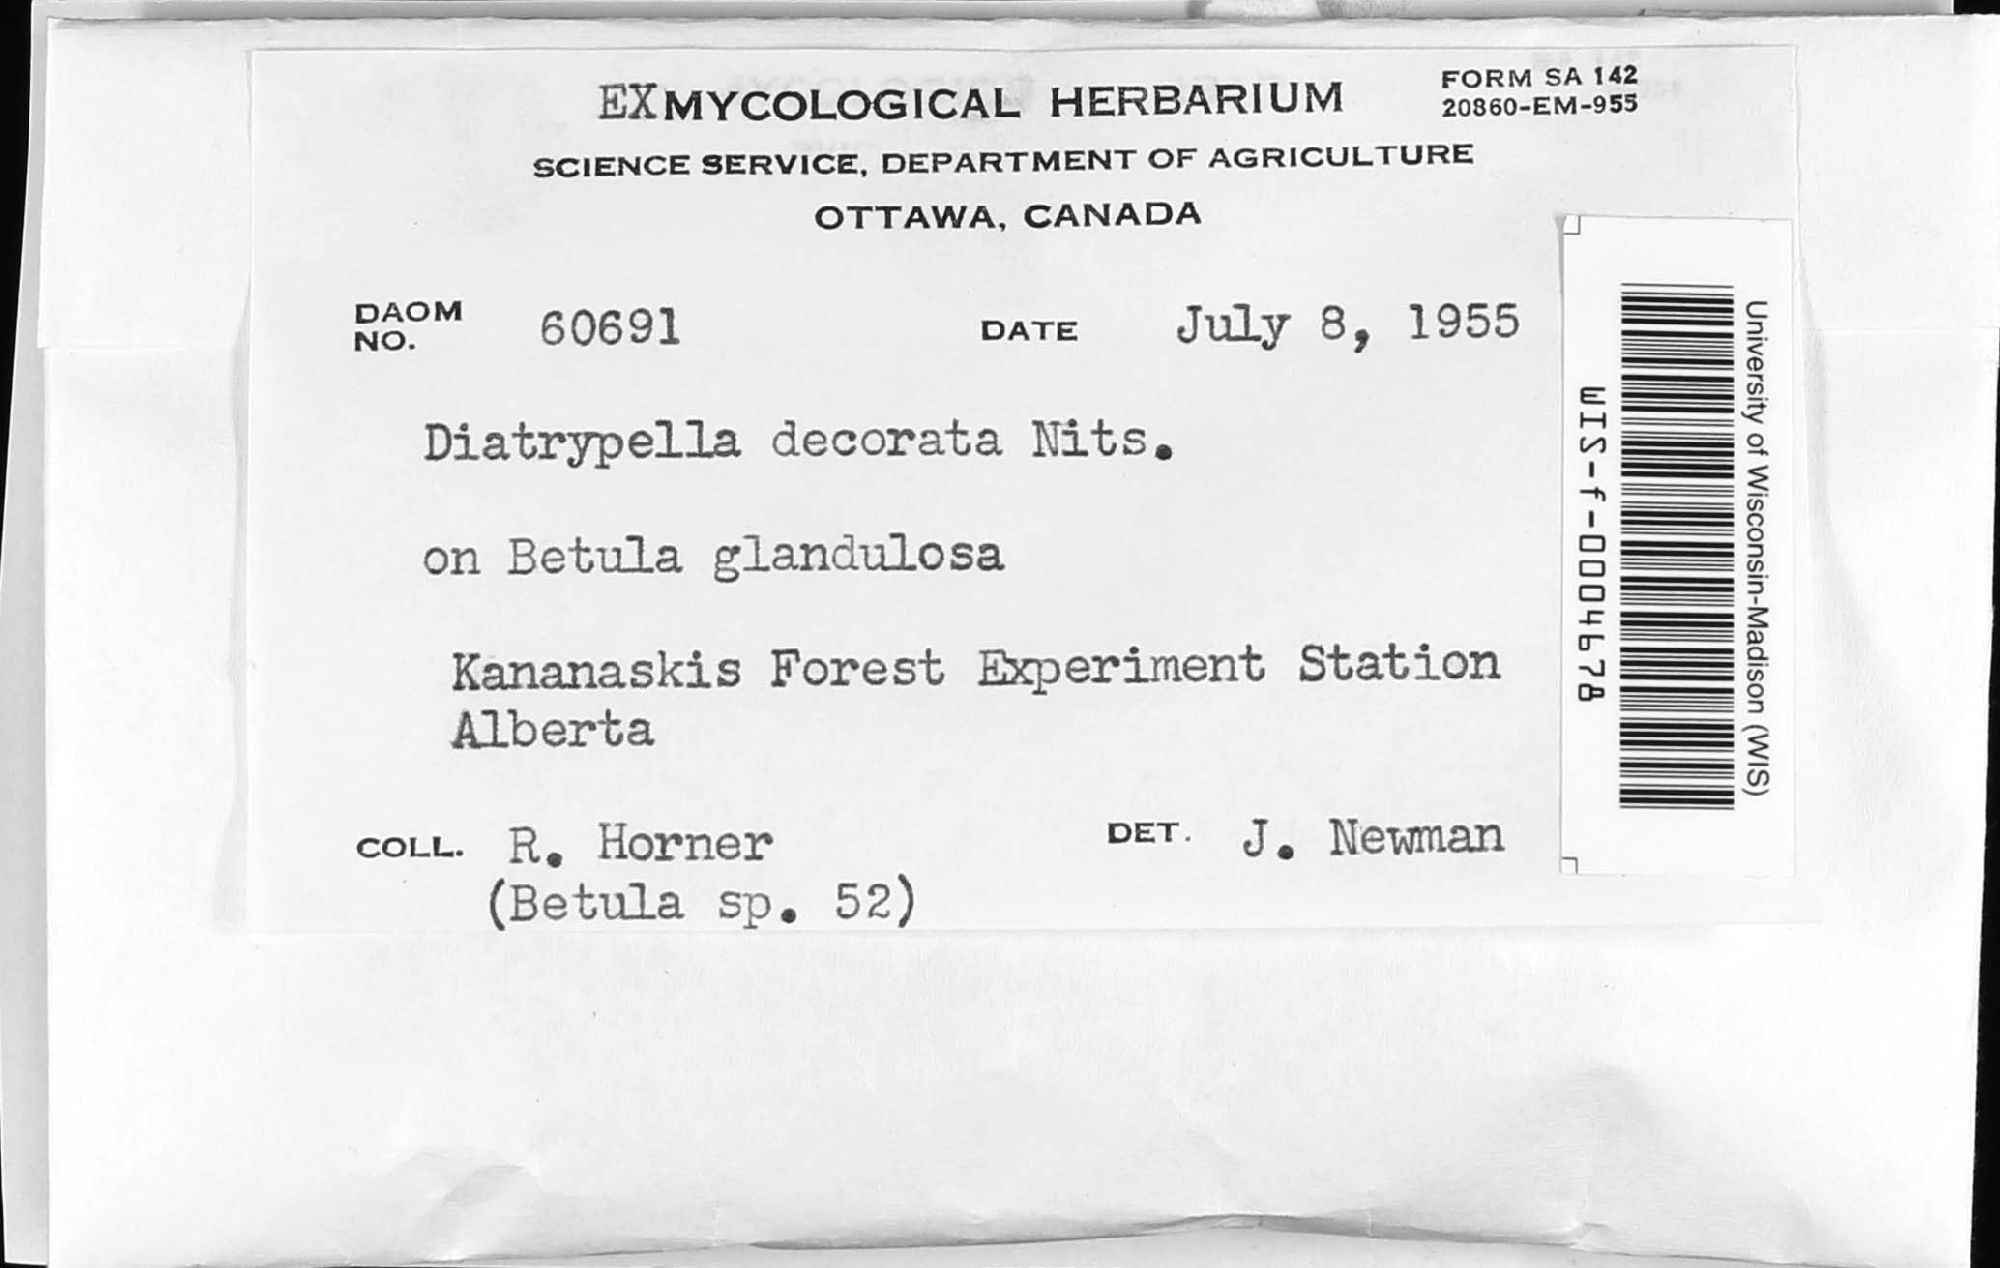 EX MYCOLOGICAL HERBARIUM
FORM SA 142
20860-EM-955
SCIENCE SERVICE, DEPARTMENT OF AGRICULTURE
OTTAWA, CANADA
DAOM NO. 60691 DATE July 8, 1955
Diatrypella decorata Nits.
on Betula glandulosa
Kananaskis Forest Experiment Station
Alberta
COLL. R. Horner DET. J. Newman
(Betula sp. 52)
University of Wisconsin-Madison (WIS)
WIS-f-0004678